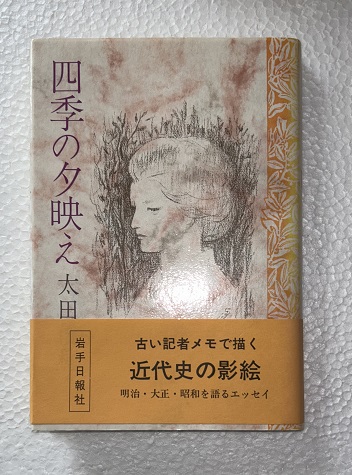 四季の夕映え
太田
古い記者メモで描く
近代史の影絵
明治・大正・昭和を語るエッセイ
岩手日報社